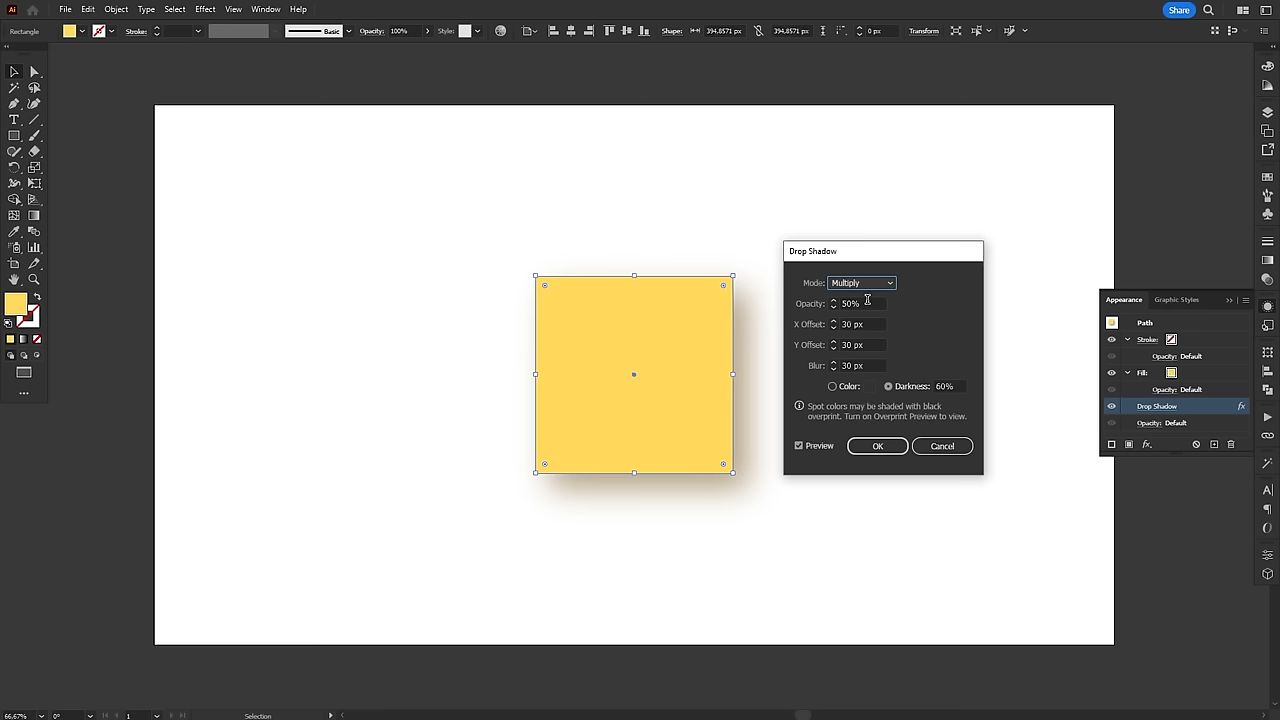 Ai File Edit Object Type Select Effect View Window Help Share
Rectangle Stroke: Basic Opacity: 100% Style: Shape: 394,8571 px 394,8571 px 0 px Transform
Drop Shadow
Mode: Multiply
Opacity: 50%
X Offset: 30 px
Y Offset: 30 px
Blur: 30 px
Color: Darkness: 60%
Spot colors may be shaded with black
overprint. Turn on Overprint Preview to view.
Preview OK Cancel
Appearance Graphic Styles
Path
Stroke:
Opacity: Default
Fill:
Opacity: Default
Drop Shadow fx
Opacity: Default
fx
66,67% 0° 1 Selection